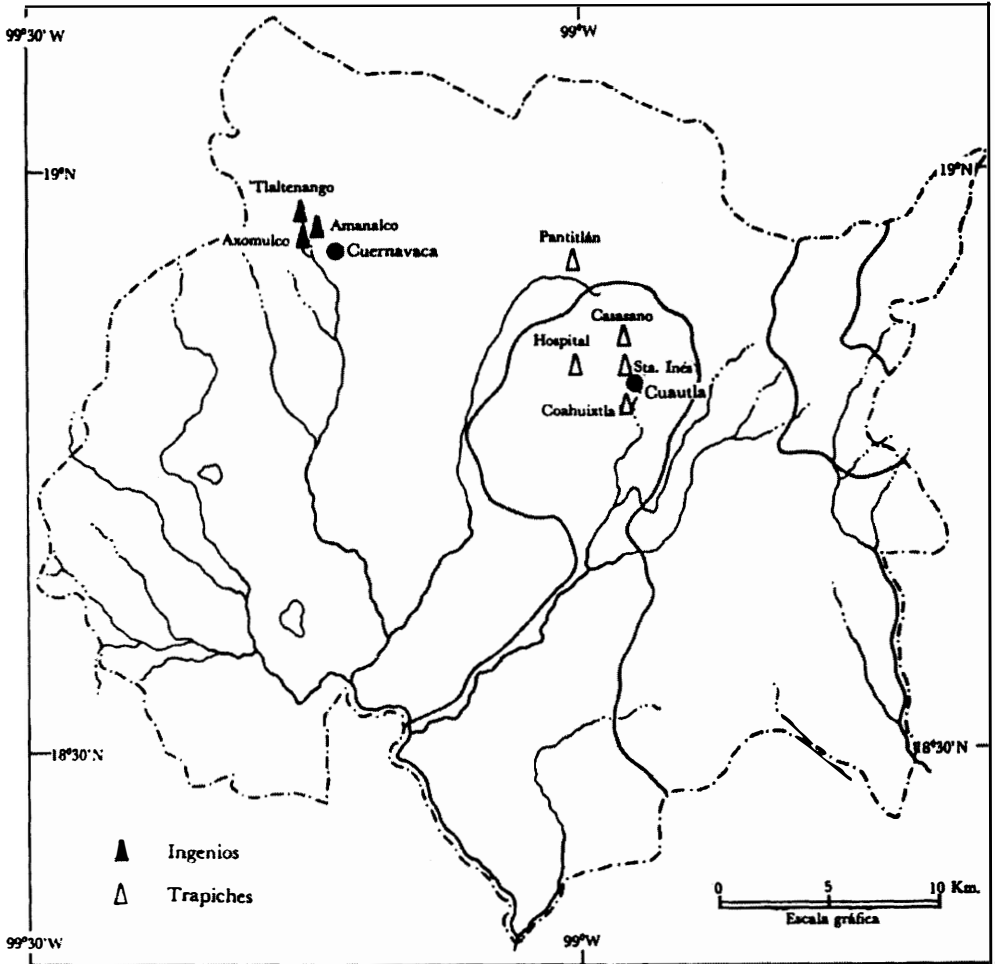 99°30' W
99°W
19°N
19°N
Tlaltenango
Amanalco
Axomulco
Cuernavaca
Pantitlán
Casasano
Hospital
Sta. Inés
Cuautla
Coahuixtla
18°30'N
18°30'N
Ingenios
Trapiches
0 5 10 Km.
Escala gráfica
99°30'W
99°W